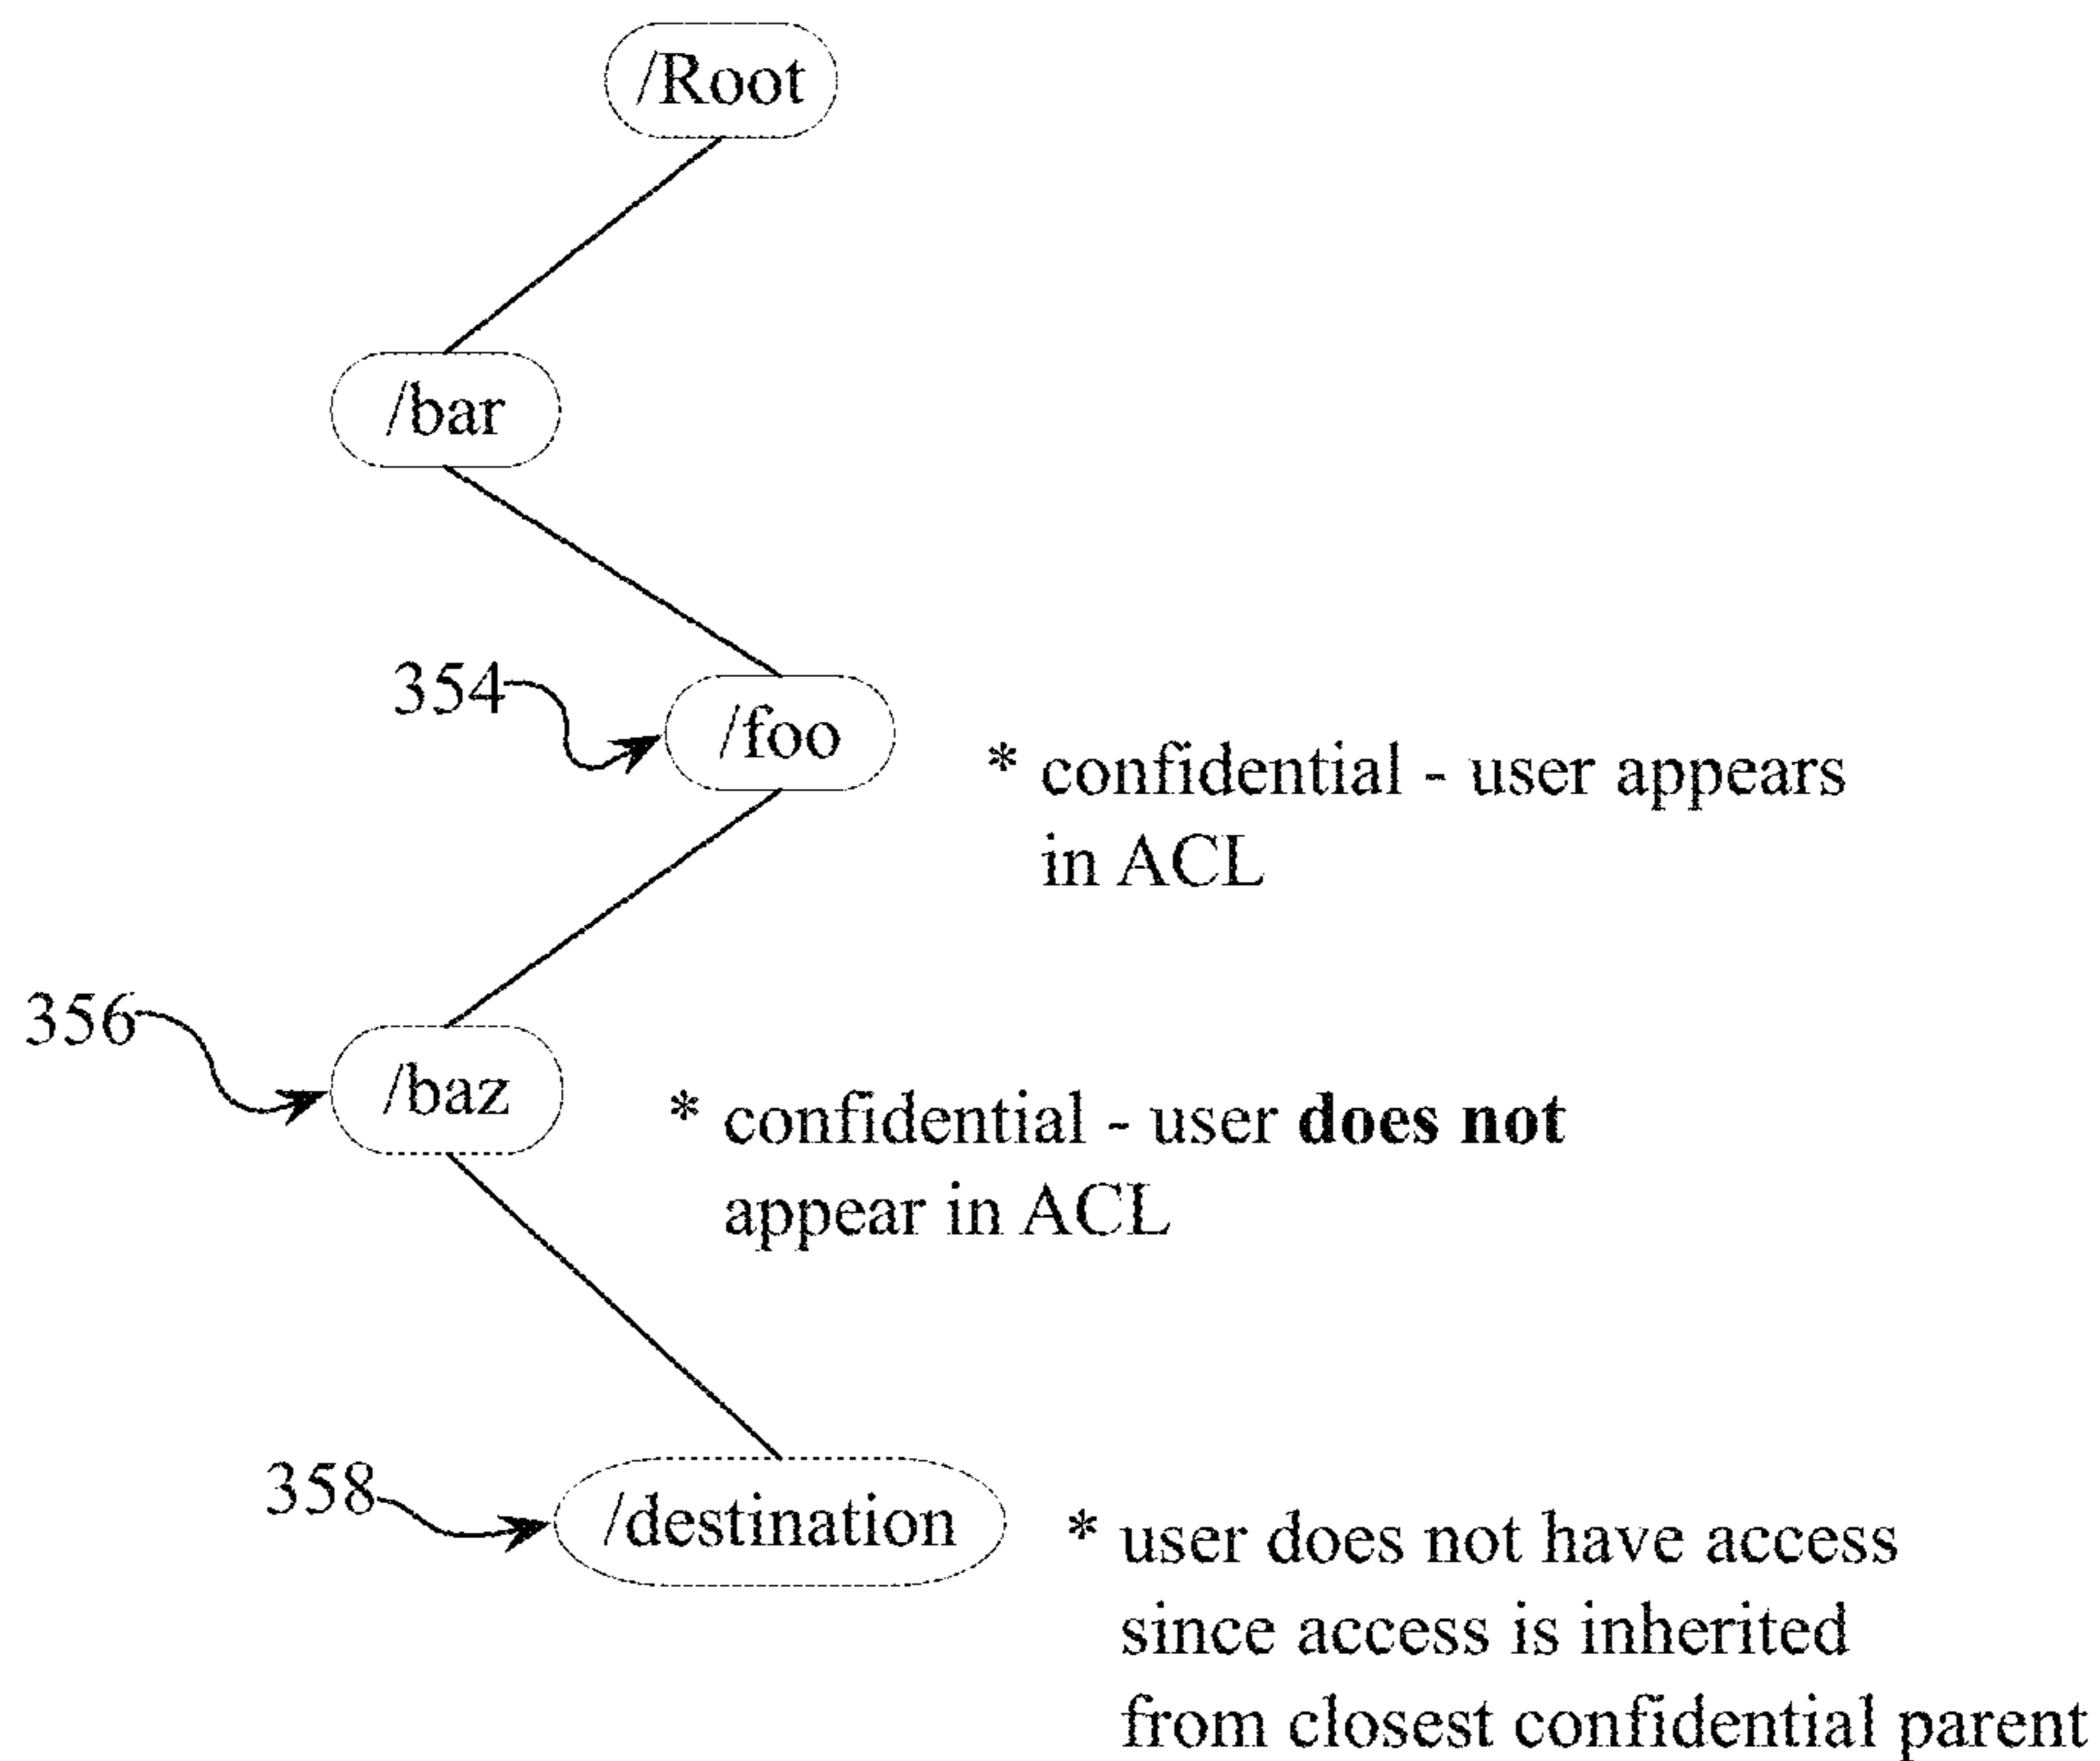 /Root
/bar
354
/foo
* confidential - user appears
in ACL
356
/baz
* confidential - user does not
appear in ACL
358
/destination
* user does not have access
since access is inherited
from closest confidential parent